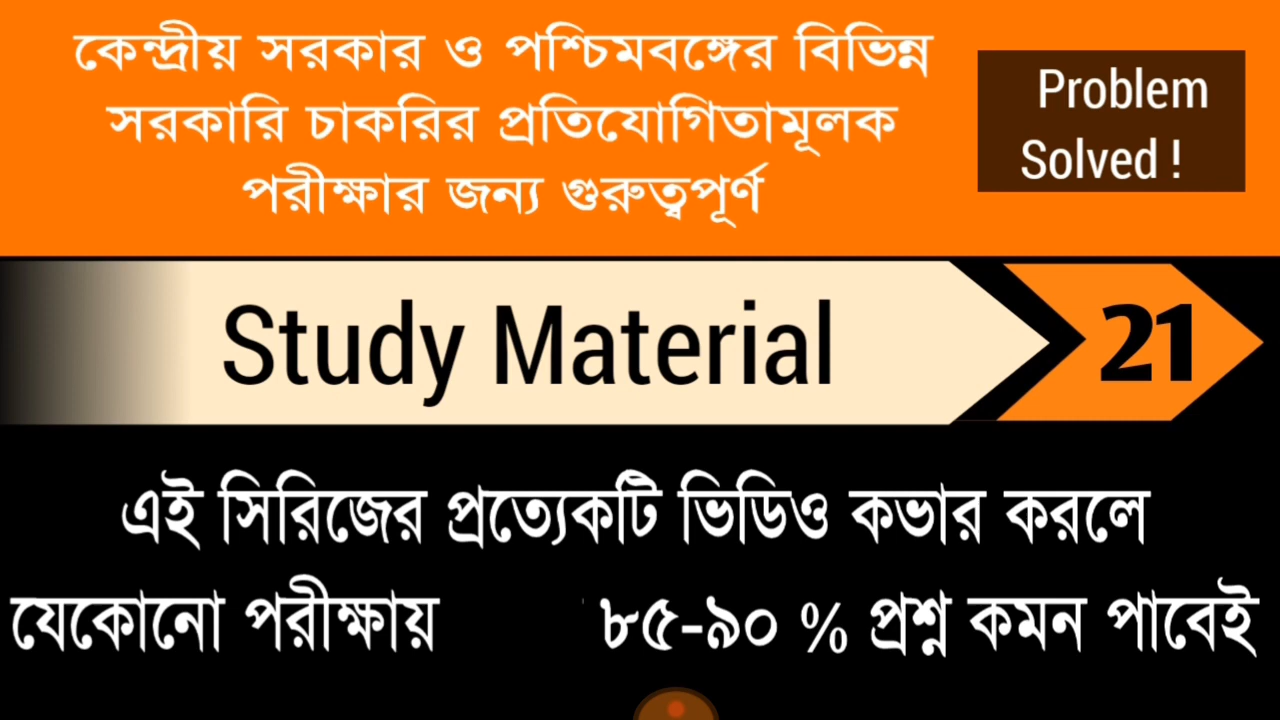 কেন্দ্রীয় সরকার ও পশ্চিমবঙ্গের বিভিন্ন
সরকারি চাকরির প্রতিযোগিতামূলক
পরীক্ষার জন্য গুরুত্বপূর্ণ
Problem
Solved !
Study Material
21
এই সিরিজের প্রত্যেকটি ভিডিও কভার করলে
যেকোনো পরীক্ষায় ৮৫-৯০ % প্রশ্ন কমন পাবেই